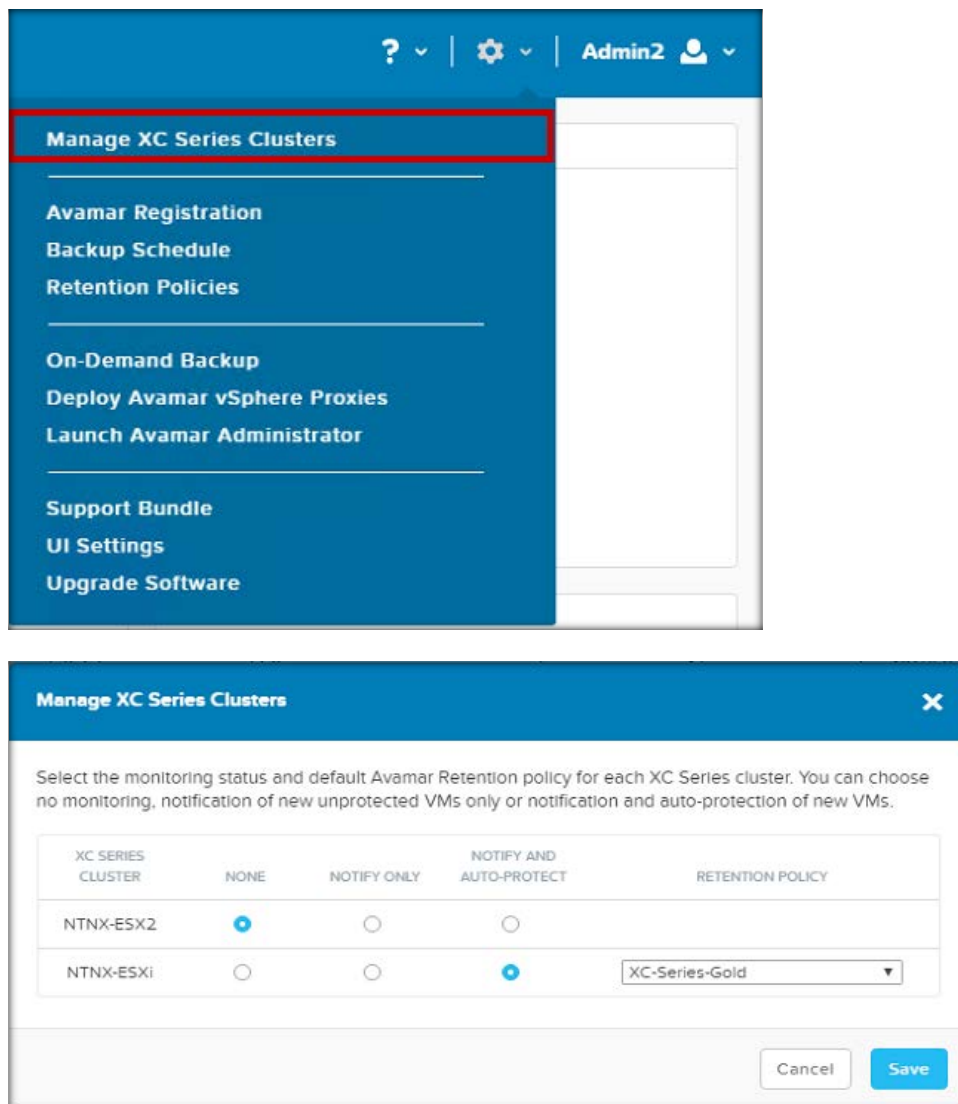 ? | Admin2
Manage XC Series Clusters
Avamar Registration
Backup Schedule
Retention Policies
On-Demand Backup
Deploy Avamar vSphere Proxies
Launch Avamar Administrator
Support Bundle
UI Settings
Upgrade Software
Manage XC Series Clusters
Select the monitoring status and default Avamar Retention policy for each XC Series cluster. You can choose
no monitoring, notification of new unprotected VMs only or notification and auto-protection of new VMs.
XC SERIES
CLUSTER NONE NOTIFY ONLY NOTIFY AND
AUTO-PROTECT RETENTION POLICY
NTNX-ESX2
NTNX-ESXi XC-Series-Gold
Cancel Save